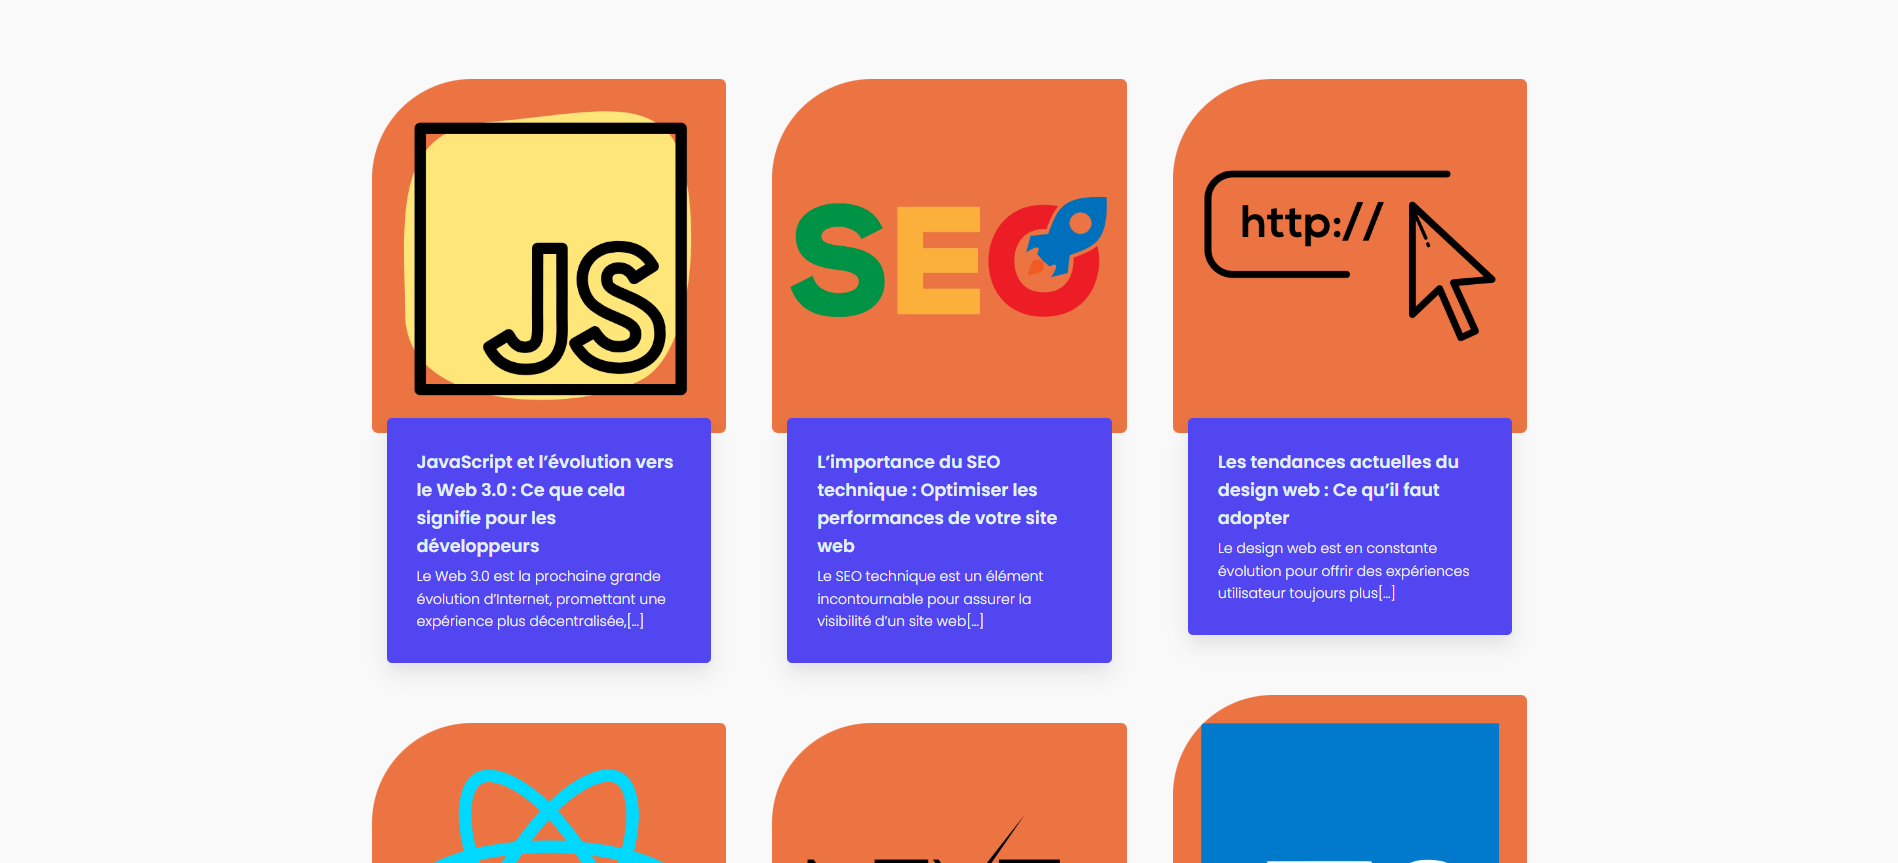 JS
SEO
http://
JavaScript et l’évolution vers
le Web 3.0 : Ce que cela
signifie pour les
développeurs
Le Web 3.0 est la prochaine grande
évolution d’Internet, promettant une
expérience plus décentralisée,[…]
L’importance du SEO
technique : Optimiser les
performances de votre site
web
Le SEO technique est un élément
incontournable pour assurer la
visibilité d’un site web[…]
Les tendances actuelles du
design web : Ce qu’il faut
adopter
Le design web est en constante
évolution pour offrir des expériences
utilisateur toujours plus[…]